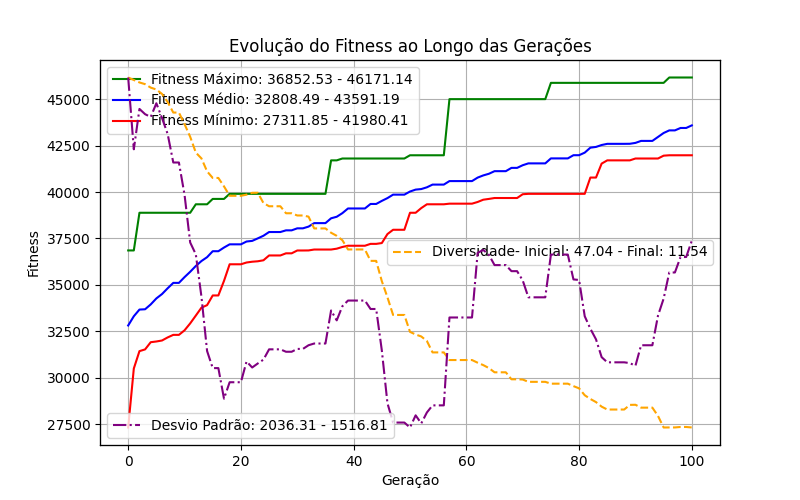 Evolução do Fitness ao Longo das Gerações
Fitness Máximo: 36852.53 - 46171.14
Fitness Médio: 32808.49 - 43591.19
Fitness Mínimo: 27311.85 - 41980.41
Diversidade- Inicial: 47.04 - Final: 11.54
Desvio Padrão: 2036.31 - 1516.81
Fitness
45000
42500
40000
37500
35000
32500
30000
27500
0 20 40 60 80 100
Geração